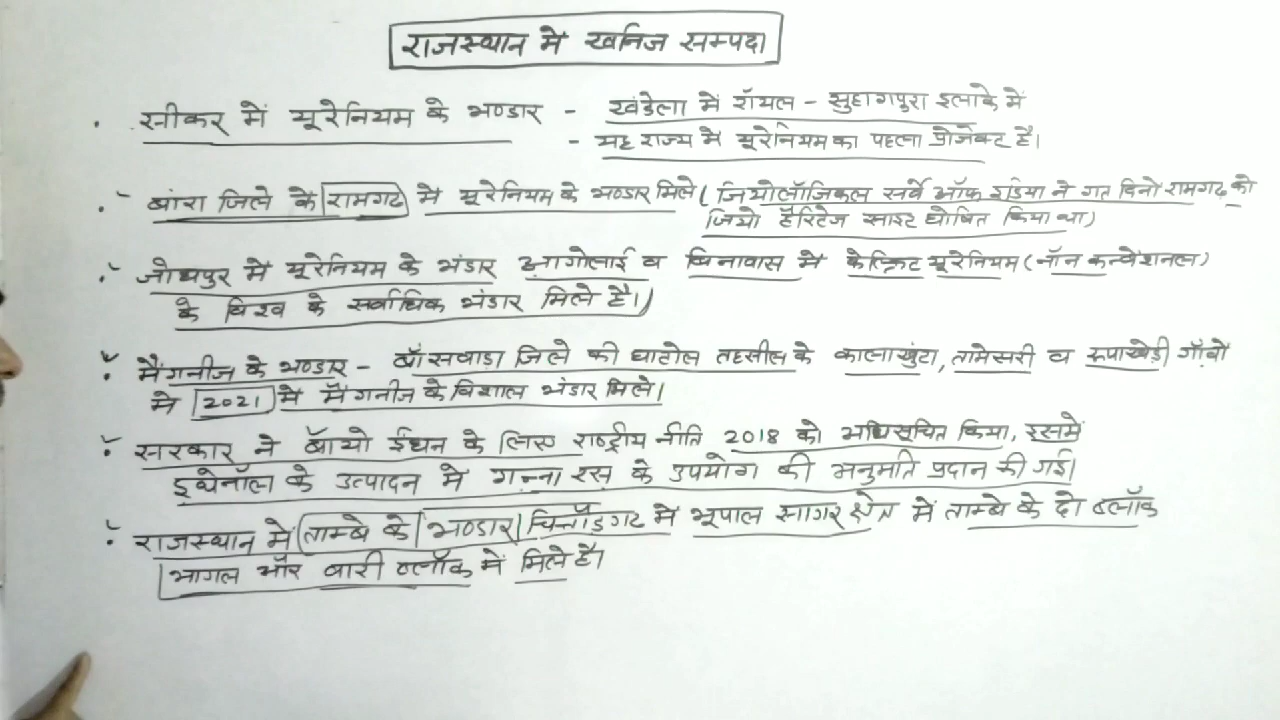 राजस्थान में खनिज सम्पदा
सीकर में यूरेनियम के भण्डार - खंडेला में रॉयल - सुहागपुरा इलाके में
- यह राज्य में यूरेनियम का पहला प्रोजेक्ट है।
बांरा जिले के रामगढ में यूरेनियम के भण्डार मिले (जियोलॉजिकल सर्वे ऑफ इंडिया ने गत दिनो रामगढ़ को
जियो हैरिटेज साइट घोषित किया था)
जोधपुर में यूरेनियम के भंडार आगोलाई व धिनावास में केल्क्रिट यूरेनियम (नॉन कन्वेंशनल)
के विश्व के सर्वाधिक भंडार मिले है।)
मैंगनीज के भण्डार - बाँसवाडा जिले की घाटोल तहसील के कालाखुंटा, तामेसरी व रूपाखेड़ी गाँवो
में 2021 में मैंगनीज के विशाल भंडार मिले।
सरकार ने बॉयो ईंधन के लिए राष्ट्रीय नीति 2018 को अधिसूचित किया, इसमें
इथेनॉल के उत्पादन में गन्ना रस के उपयोग की अनुमति प्रदान की गई।
राजस्थान में ताम्बे के भण्डार चित्तौड़गढ में भूपाल सागर क्षेत्र में ताम्बे के दो ब्लॉक
भागल और बारी ब्लॉक में मिले है।